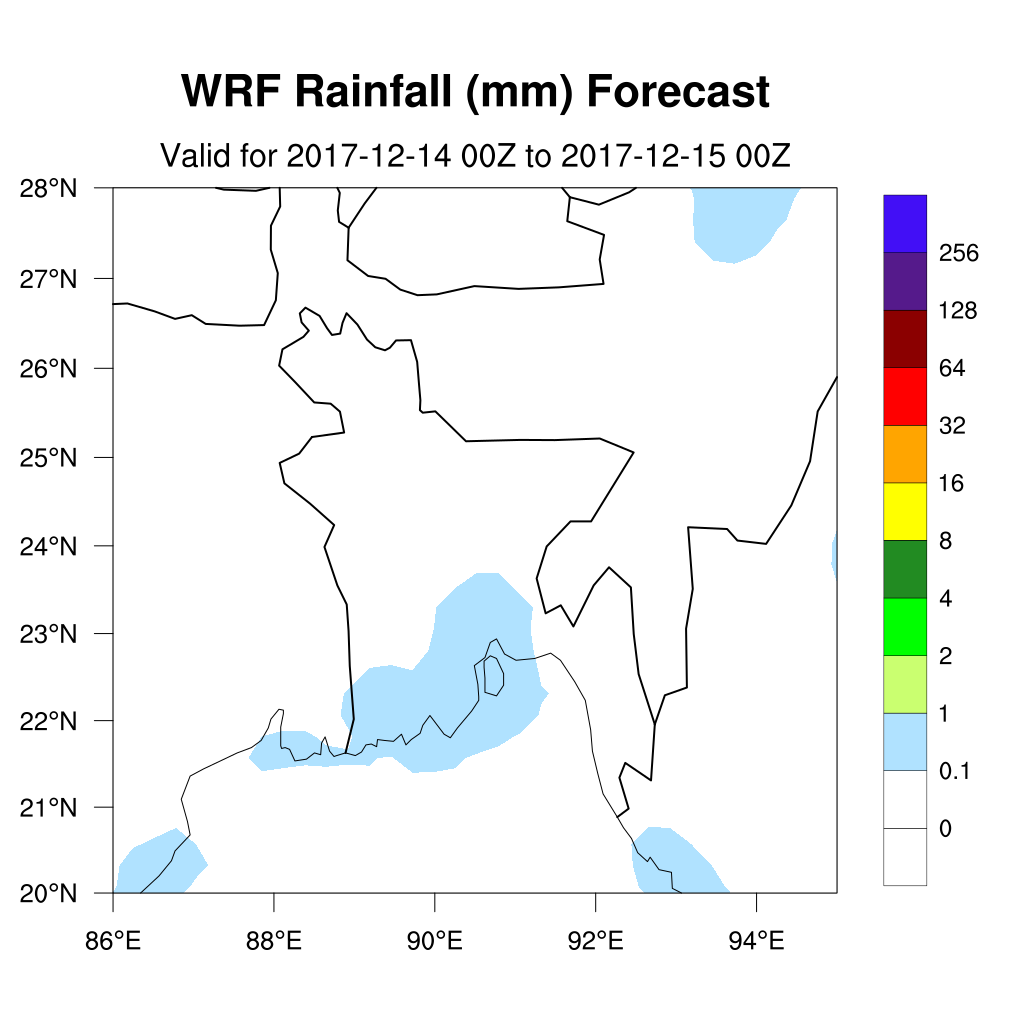 WRF Rainfall (mm) Forecast
Valid for 2017-12-14 00Z to 2017-12-15 00Z
28°N
27°N
26°N
25°N
24°N
23°N
22°N
21°N
20°N
86°E 88°E 90°E 92°E 94°E
256
128
64
32
16
8
4
2
1
0.1
0